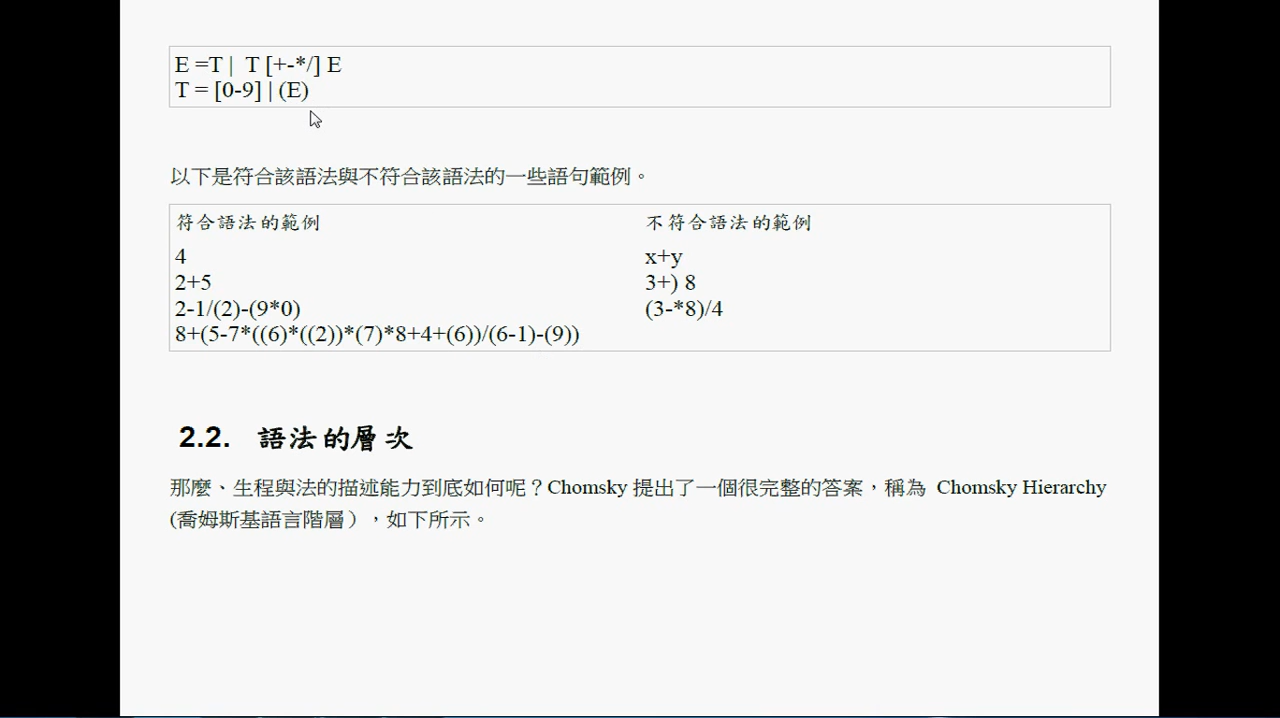 E =T |  T [+-*/] E
T = [0-9] | (E)
以下是符合該語法與不符合該語法的一些語句範例。
符合語法的範例 不符合語法的範例
4 x+y
2+5 3+) 8
2-1/(2)-(9*0) (3-*8)/4
8+(5-7*((6)*((2))*(7)*8+4+(6))/(6-1)-(9))
2.2. 語法的層次
那麼、生程與法的描述能力到底如何呢？Chomsky 提出了一個很完整的答案，稱為 Chomsky Hierarchy
(喬姆斯基語言階層），如下所示。